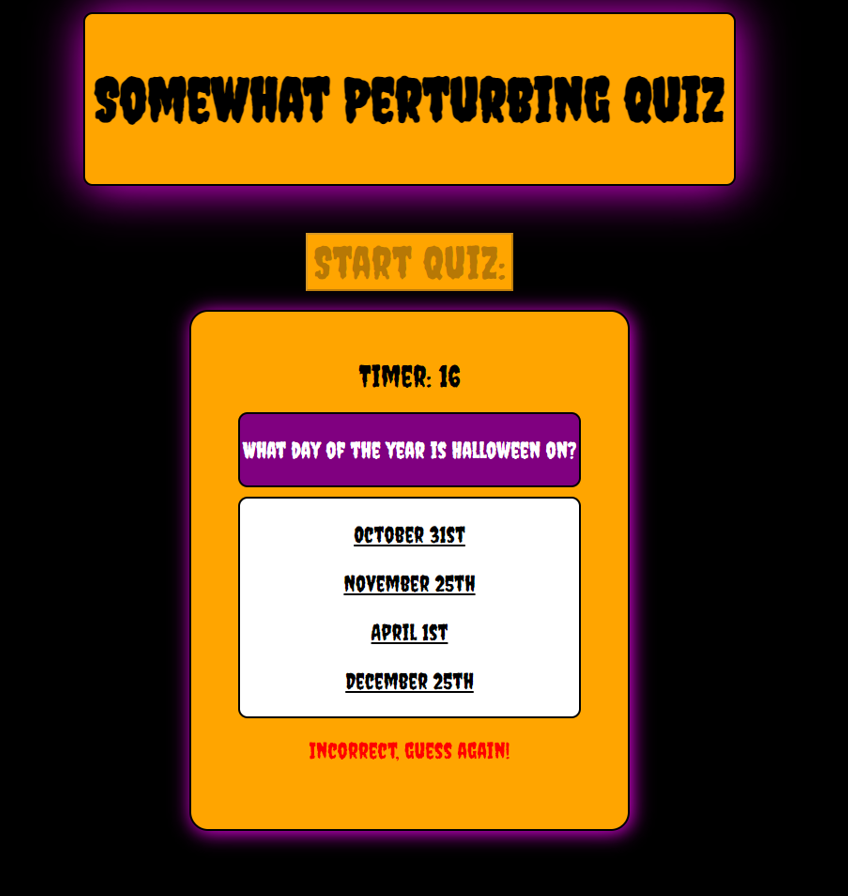 SOMEWHAT PERTURBING QUIZ
START QUIZ:
TIMER: 16
WHAT DAY OF THE YEAR IS HALLOWEEN ON?
OCTOBER 31ST
NOVEMBER 25TH
APRIL 1ST
DECEMBER 25TH
INCORRECT, GUESS AGAIN!